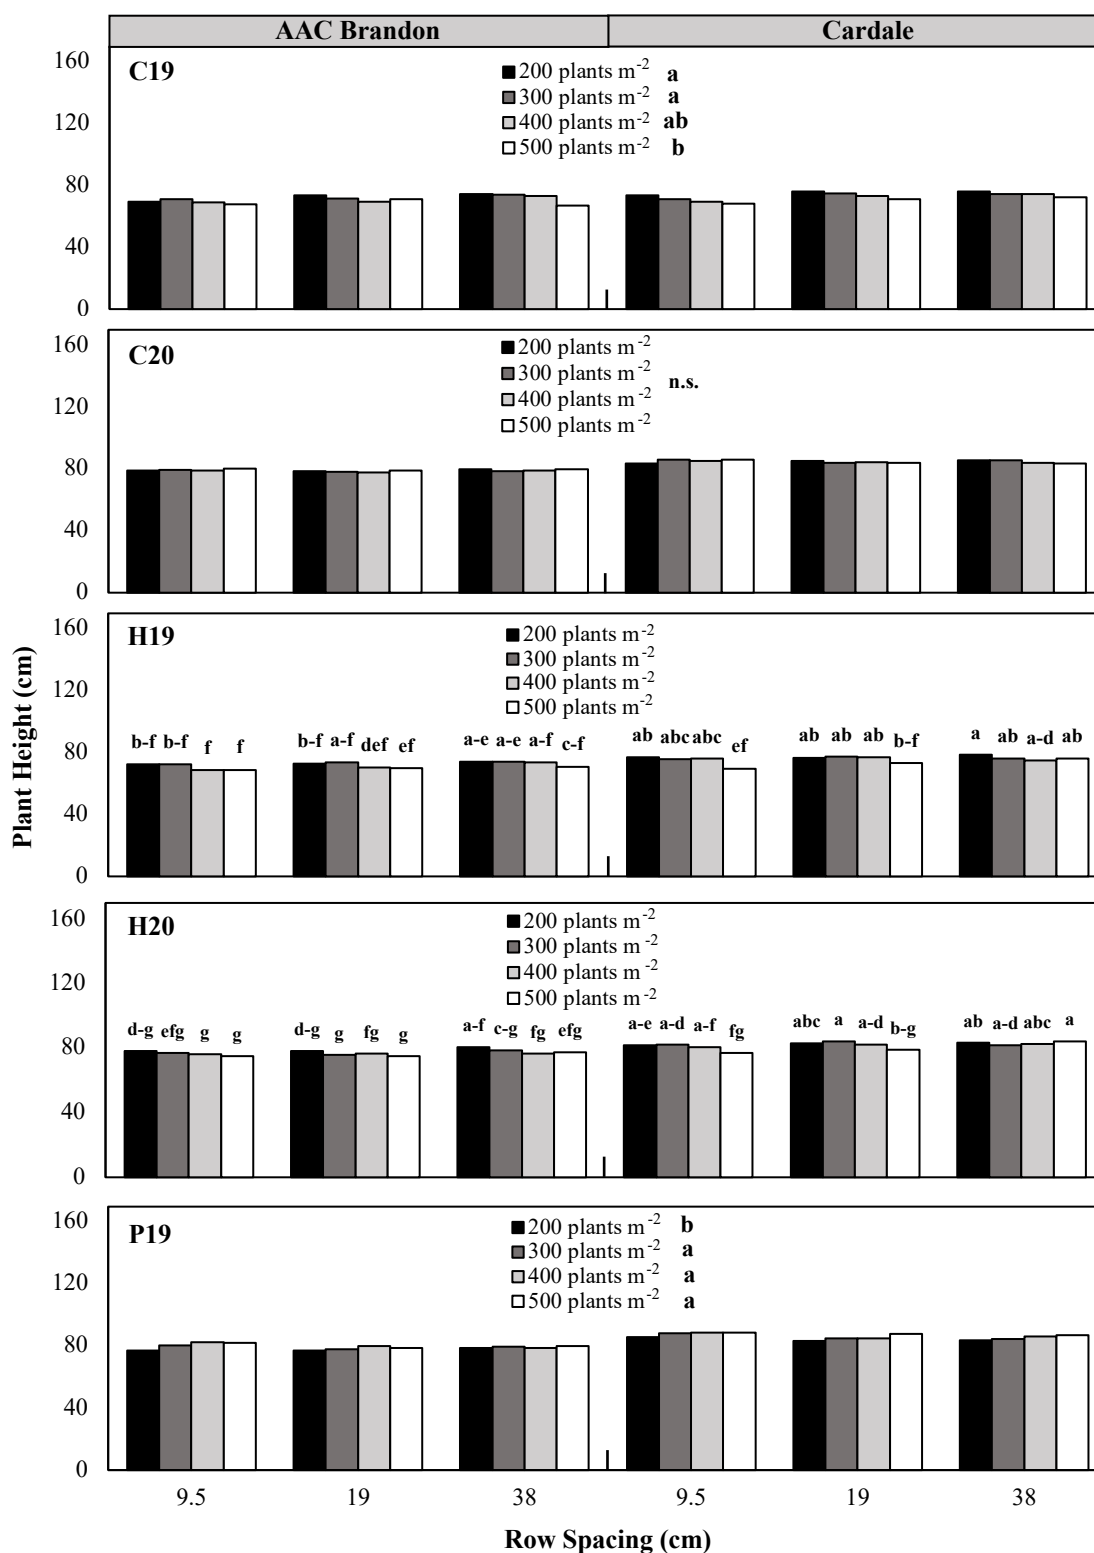 AAC Brandon Cardale
160
120
80
40
0
C19
200 plants m-2 a
300 plants m-2 a
400 plants m-2 ab
500 plants m-2 b
160
120
80
40
0
C20
200 plants m-2
300 plants m-2
n.s.
400 plants m-2
500 plants m-2
Plant Height (cm)
160
120
80
40
0
H19
200 plants m-2
300 plants m-2
400 plants m-2
500 plants m-2
b-f b-f f f b-f a-f def ef a-e a-e a-f c-f ab abc abc ef ab ab ab b-f a ab a-d ab
160
120
80
40
0
H20
200 plants m-2
300 plants m-2
400 plants m-2
500 plants m-2
d-g efg g g d-g g fg g a-f c-g fg efg a-e a-d a-f fg abc a a-d b-g ab a-d abc a
160
120
80
40
0
P19
200 plants m-2 b
300 plants m-2 a
400 plants m-2 a
500 plants m-2 a
9.5 19 38 9.5 19 38
Row Spacing (cm)